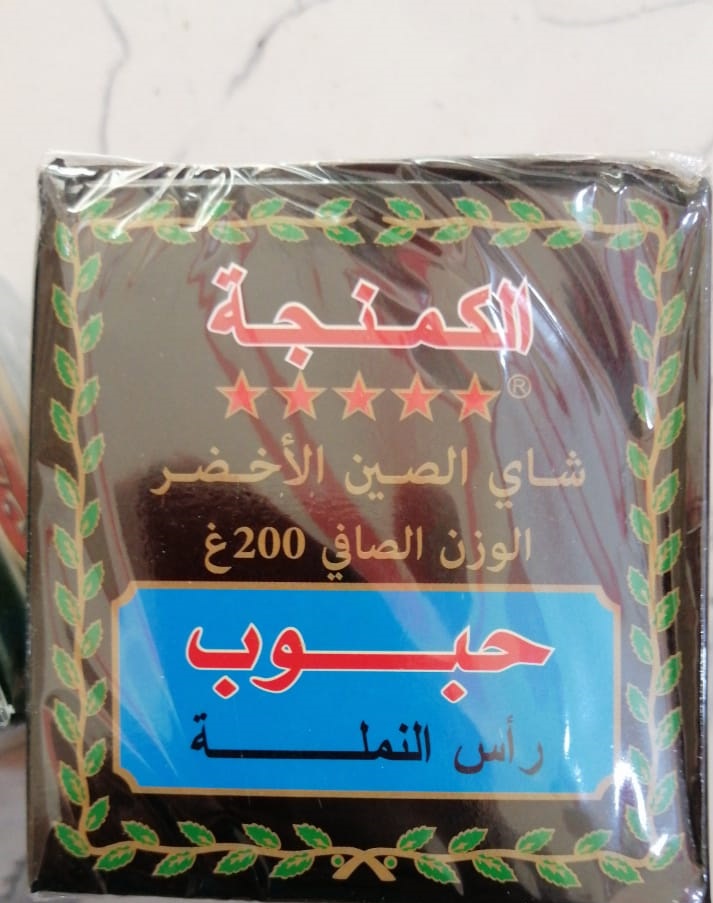 الكمنجة
®
شاي الصين الأخضر
الوزن الصافي 200غ
حبوب
رأس النملة